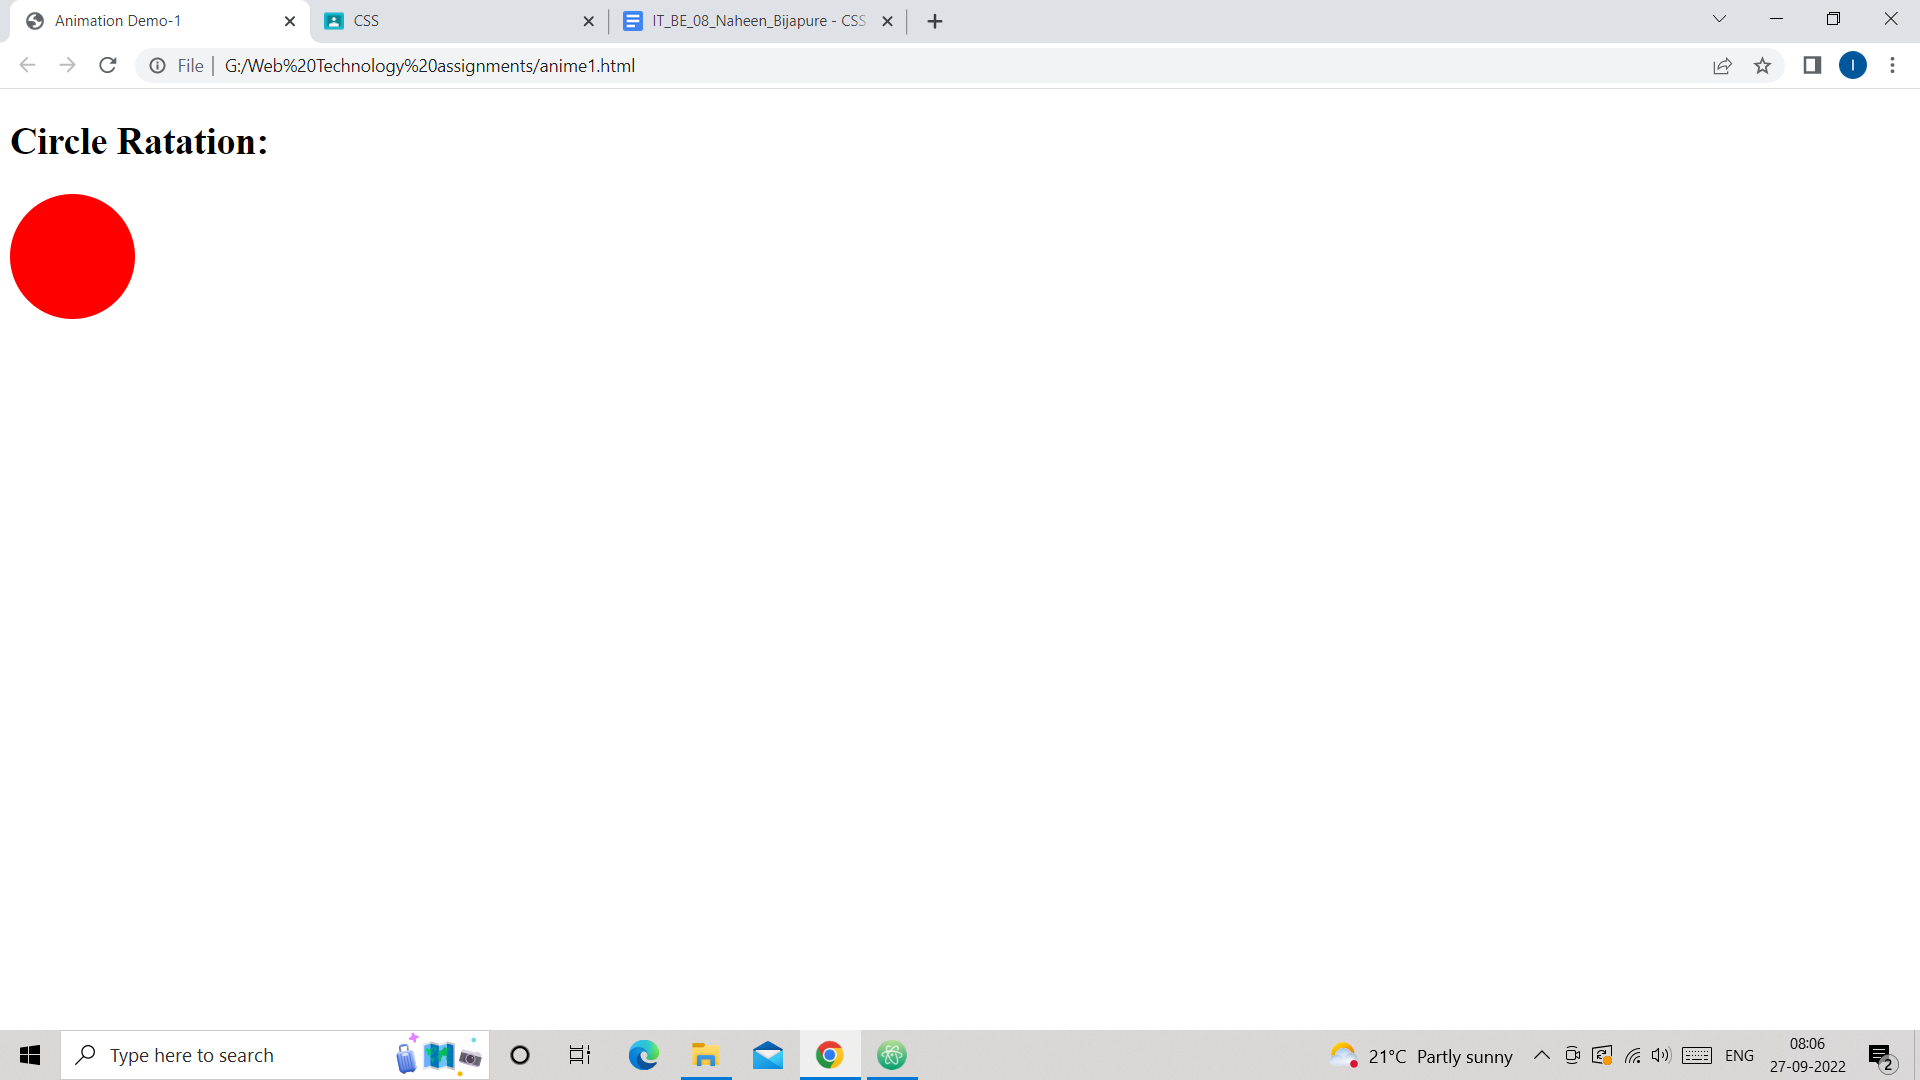 Animation Demo-1
CSS
IT_BE_08_Naheen_Bijapure - CSS
File
G:/Web%20Technology%20assignments/anime1.html
I
Circle Ratation:
Type here to search
21°C Partly sunny
ENG
08:06
27-09-2022
2